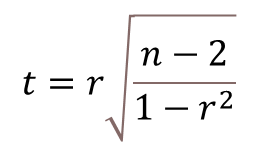 t = r √((n − 2)/(1 − r²))